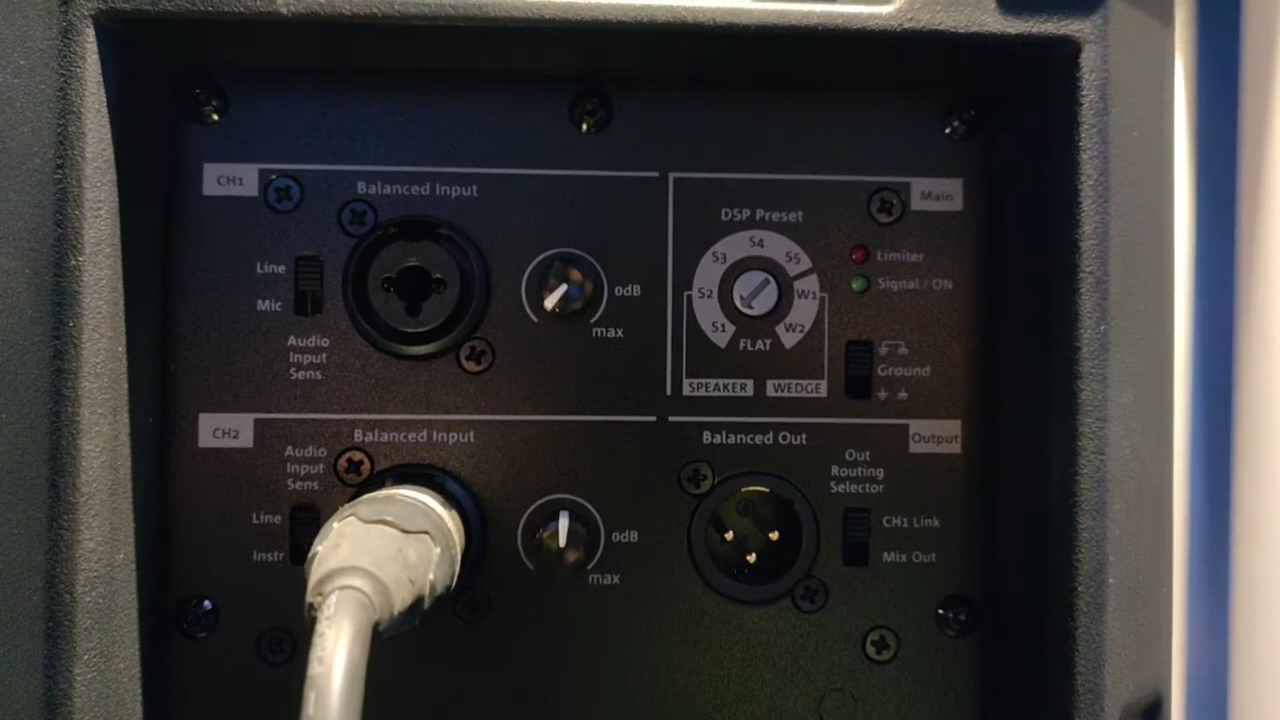 CH1
Balanced Input
Line
Mic
Audio
Input
Sens.
0dB
max
Main
DSP Preset
S1
S2
S3
S4
S5
W1
W2
FLAT
SPEAKER
WEDGE
Limiter
Signal / ON
Ground
CH2
Balanced Input
Audio
Input
Sens.
Line
Instr
0dB
max
Output
Balanced Out
Out
Routing
Selector
CH1 Link
Mix Out